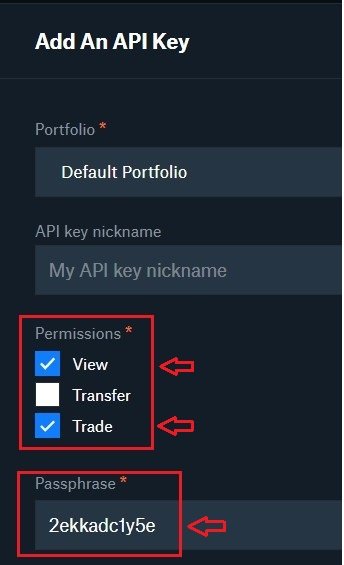 Add An API Key
Portfolio *
Default Portfolio
API key nickname
My API key nickname
Permissions *
View
Transfer
Trade
Passphrase *
2ekkadc1y5e